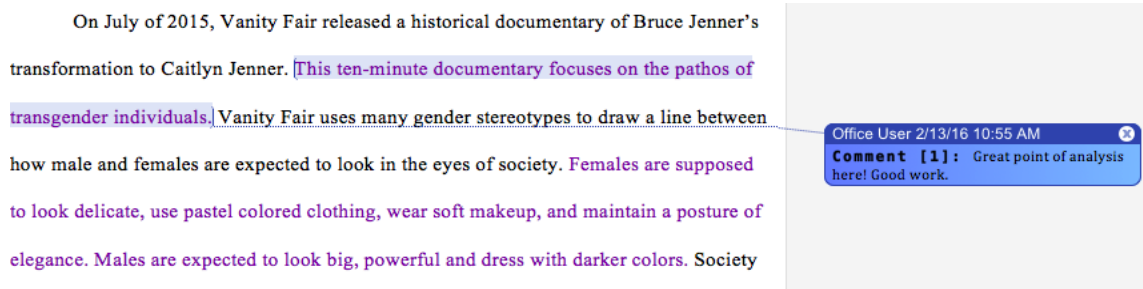 On July of 2015, Vanity Fair released a historical documentary of Bruce Jenner's
transformation to Caitlyn Jenner. This ten-minute documentary focuses on the pathos of
transgender individuals. Vanity Fair uses many gender stereotypes to draw a line between
how male and females are expected to look in the eyes of society. Females are supposed
to look delicate, use pastel colored clothing, wear soft makeup, and maintain a posture of
elegance. Males are expected to look big, powerful and dress with darker colors. Society
Office User 2/13/16 10:55 AM
Comment [1]: Great point of analysis
here! Good work.